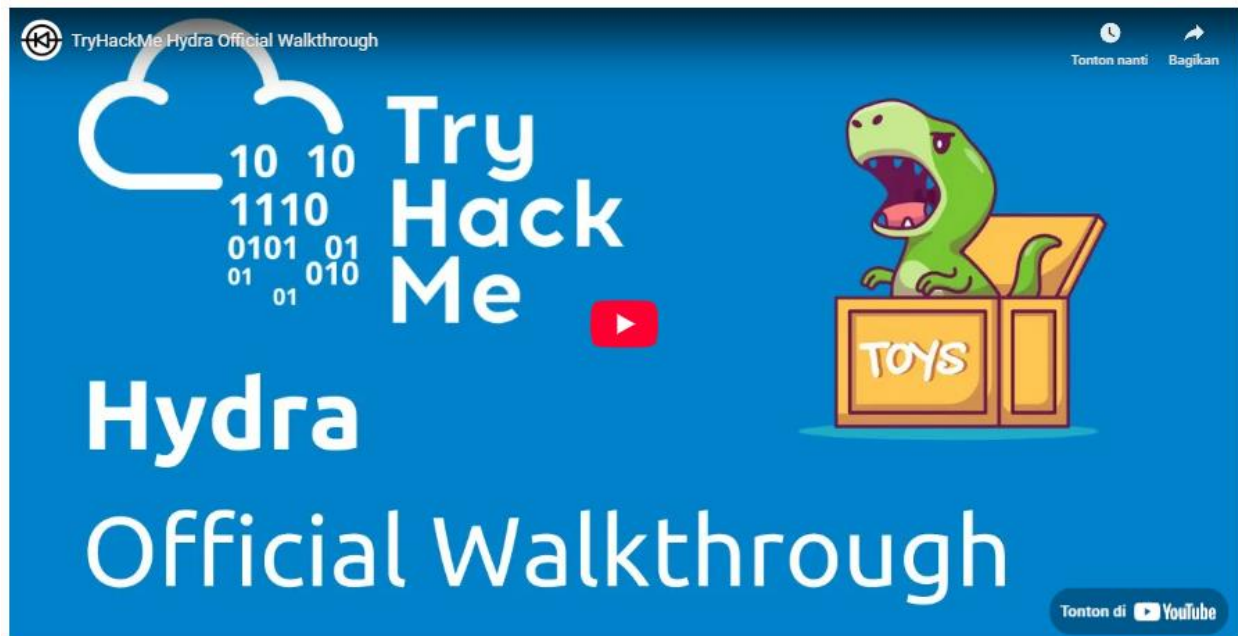 TryHackMe Hydra Official Walkthrough
Tonton nanti
Bagikan
Try
Hack
Me
10 10
1110
0101 01
01 010
01
TOYS
Hydra
Official Walkthrough
Tonton di YouTube